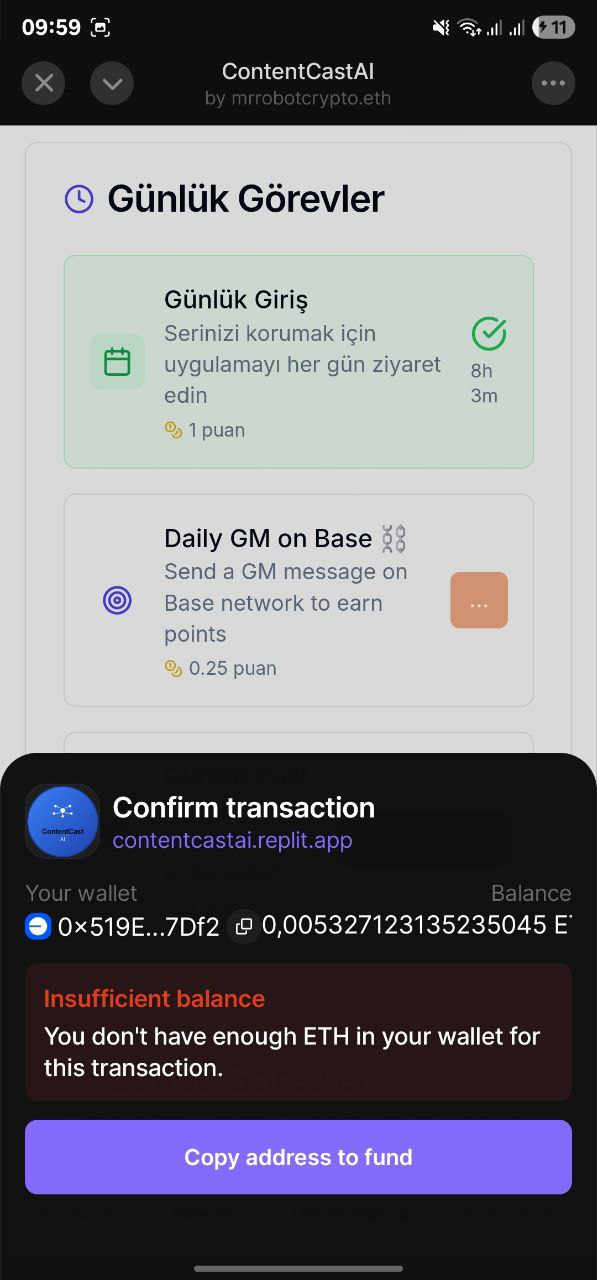 09:59
11
ContentCastAI
by mrrobotcrypto.eth
Günlük Görevler
Günlük Giriş
Serinizi korumak için
uygulamayı her gün ziyaret
edin
8h
3m
1 puan
Daily GM on Base ⛓️
Send a GM message on
Base network to earn
points
...
0.25 puan
ContentCast
AI
Confirm transaction
contentcastai.replit.app
Your wallet
Balance
0x519E...7Df2
0,005327123135235045
Insufficient balance
You don't have enough ETH in your wallet for
this transaction.
Copy address to fund